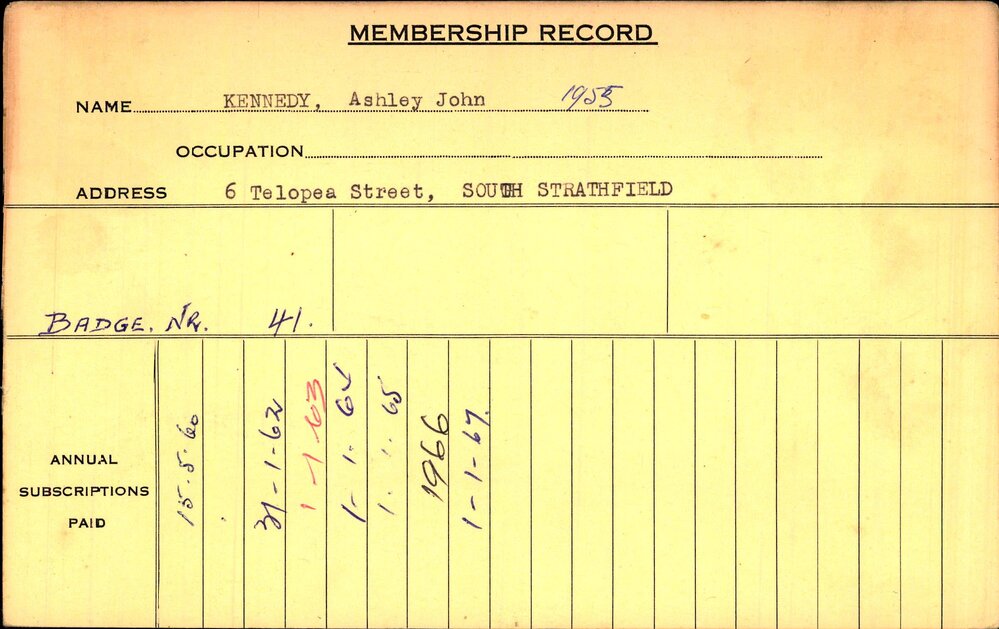 MEMBERSHIP RECORD
NAME KENNEDY, Ashley John 1955
OCCUPATION
ADDRESS 6 Telopea Street, SOUTH STRATHFIELD
BADGE. NR. 41.
ANNUAL
SUBSCRIPTIONS
PAID
15.5.60
31-1-62
1-1-63
1-1-64
1.1.65
1966
1-1-67.